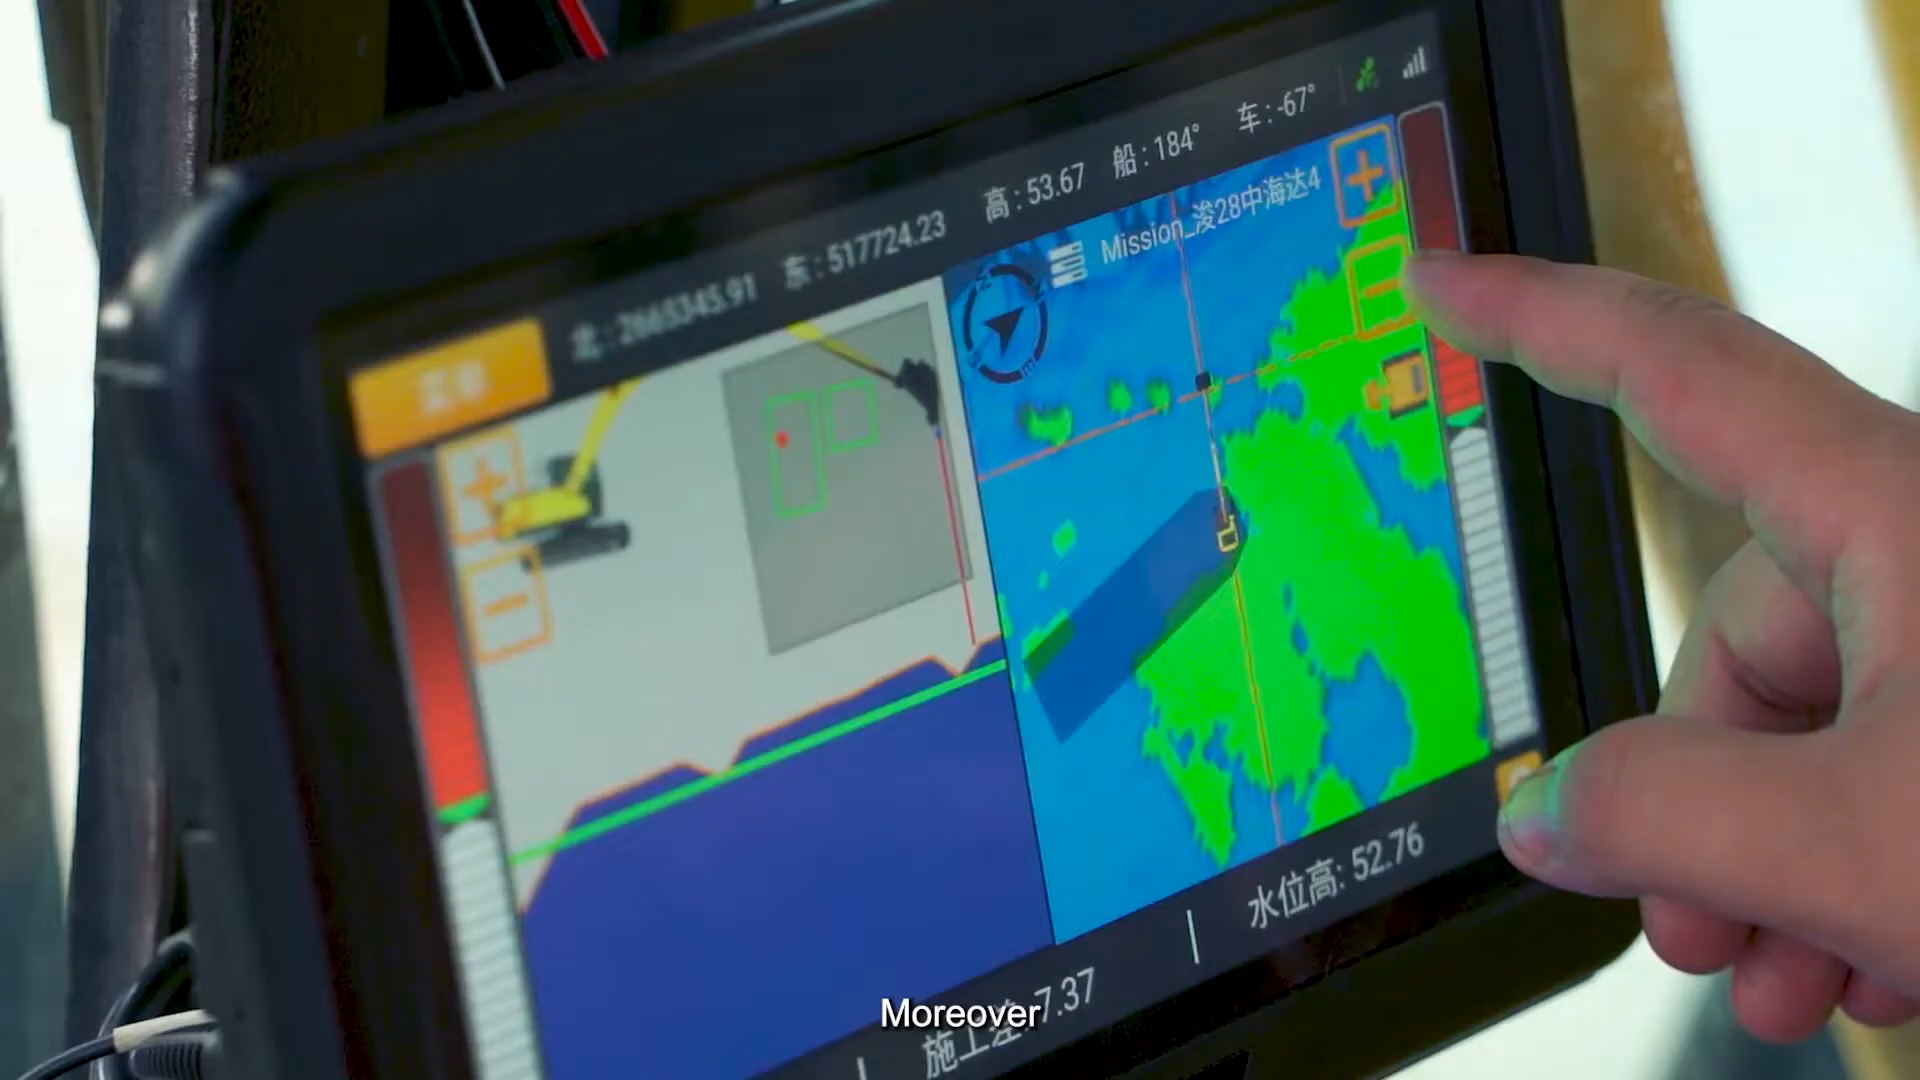 北:2665345.91 东:517724.23 高:53.67 船:184° 车:-67°
菜单
Mission_浚28中海达4
水位高: 52.76
施工差:7.37
Moreover